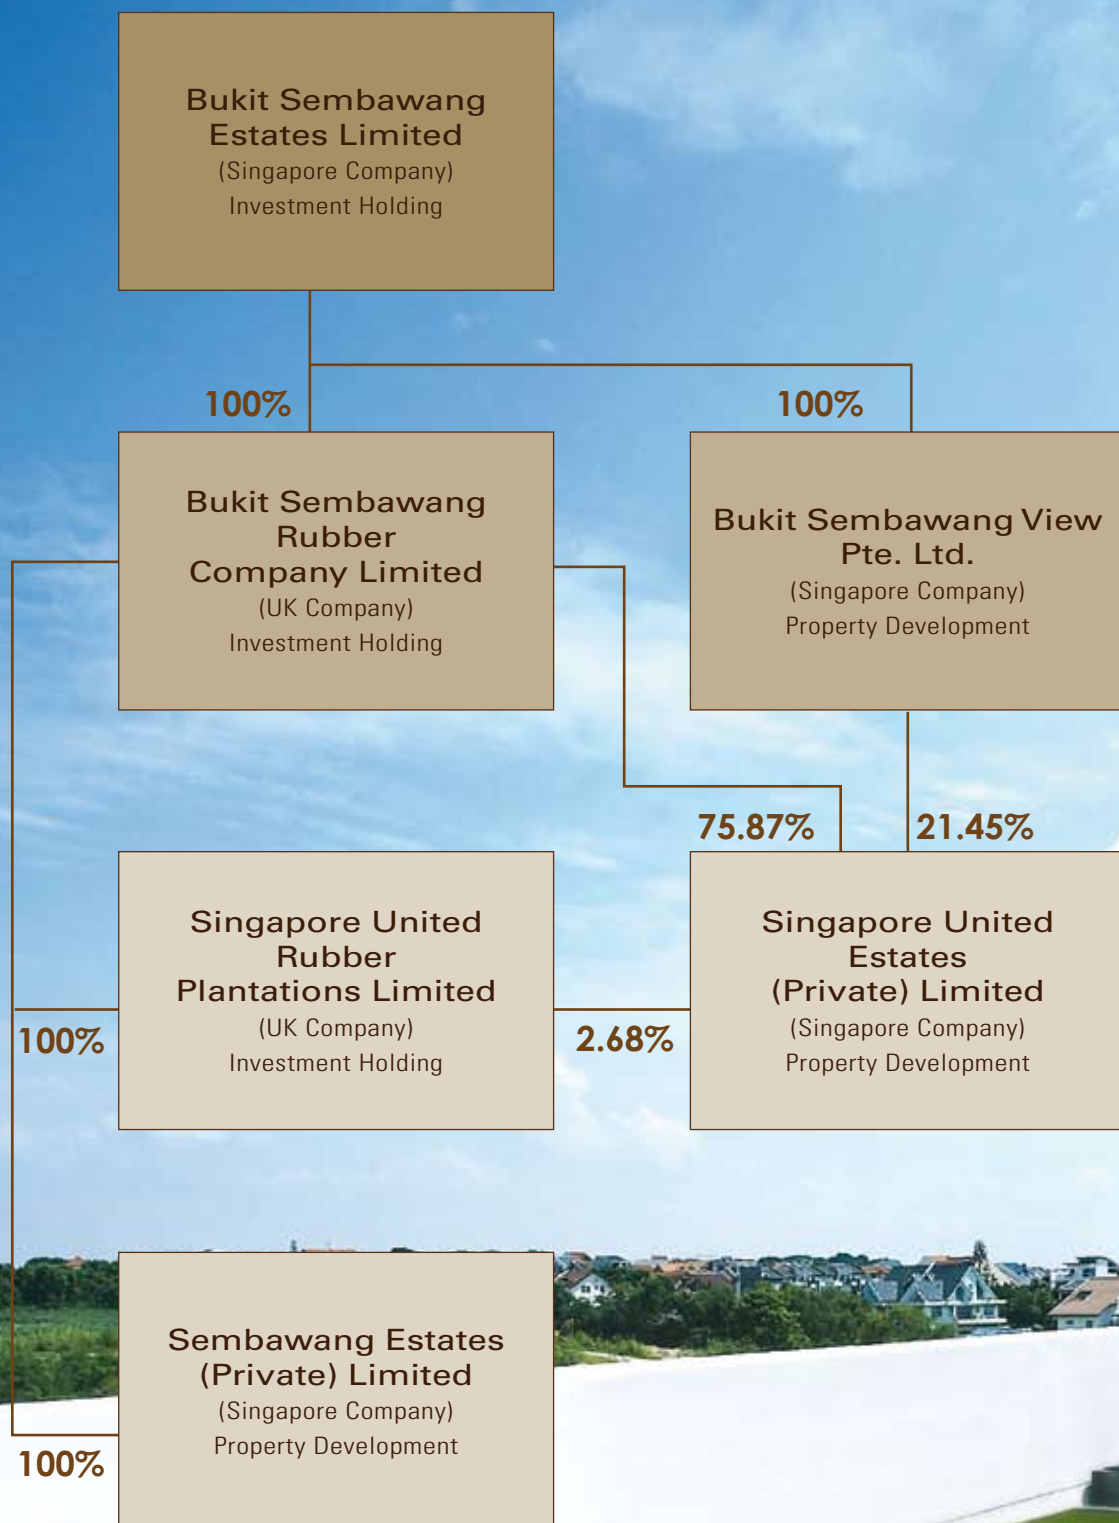 Bukit Sembawang
Estates Limited
(Singapore Company)
Investment Holding
100%
100%
Bukit Sembawang
Rubber
Company Limited
(UK Company)
Investment Holding
Bukit Sembawang View
Pte. Ltd.
(Singapore Company)
Property Development
75.87%
21.45%
Singapore United
Rubber
Plantations Limited
(UK Company)
Investment Holding
Singapore United
Estates
(Private) Limited
(Singapore Company)
Property Development
100%
2.68%
Sembawang Estates
(Private) Limited
(Singapore Company)
Property Development
100%